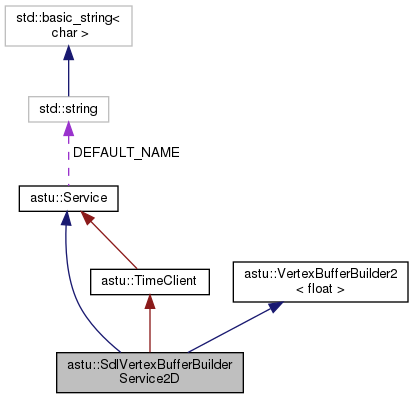 std::basic_string<
char >
std::string
DEFAULT_NAME
astu::Service
astu::TimeClient
astu::VertexBufferBuilder2
< float >
astu::SdlVertexBufferBuilder
Service2D